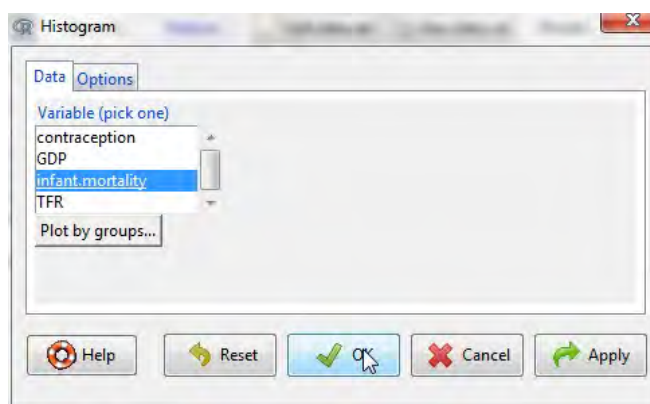 Histogram
Data Options
Variable (pick one)
contraception
GDP
infant.mortality
TFR
Plot by groups...
Help Reset OK Cancel Apply